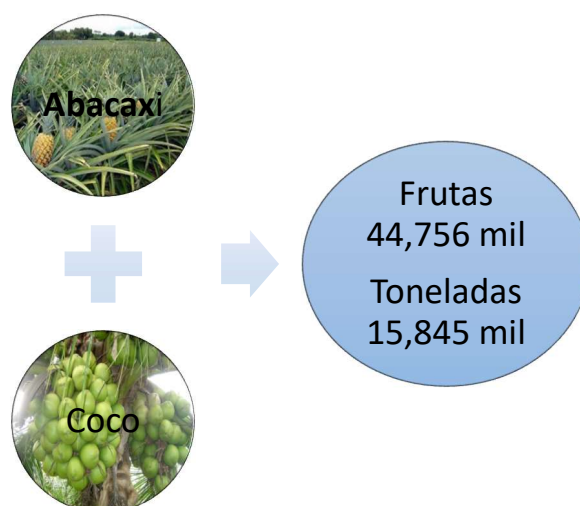 Abacaxi
Coco
Frutas
44,756 mil
Toneladas
15,845 mil